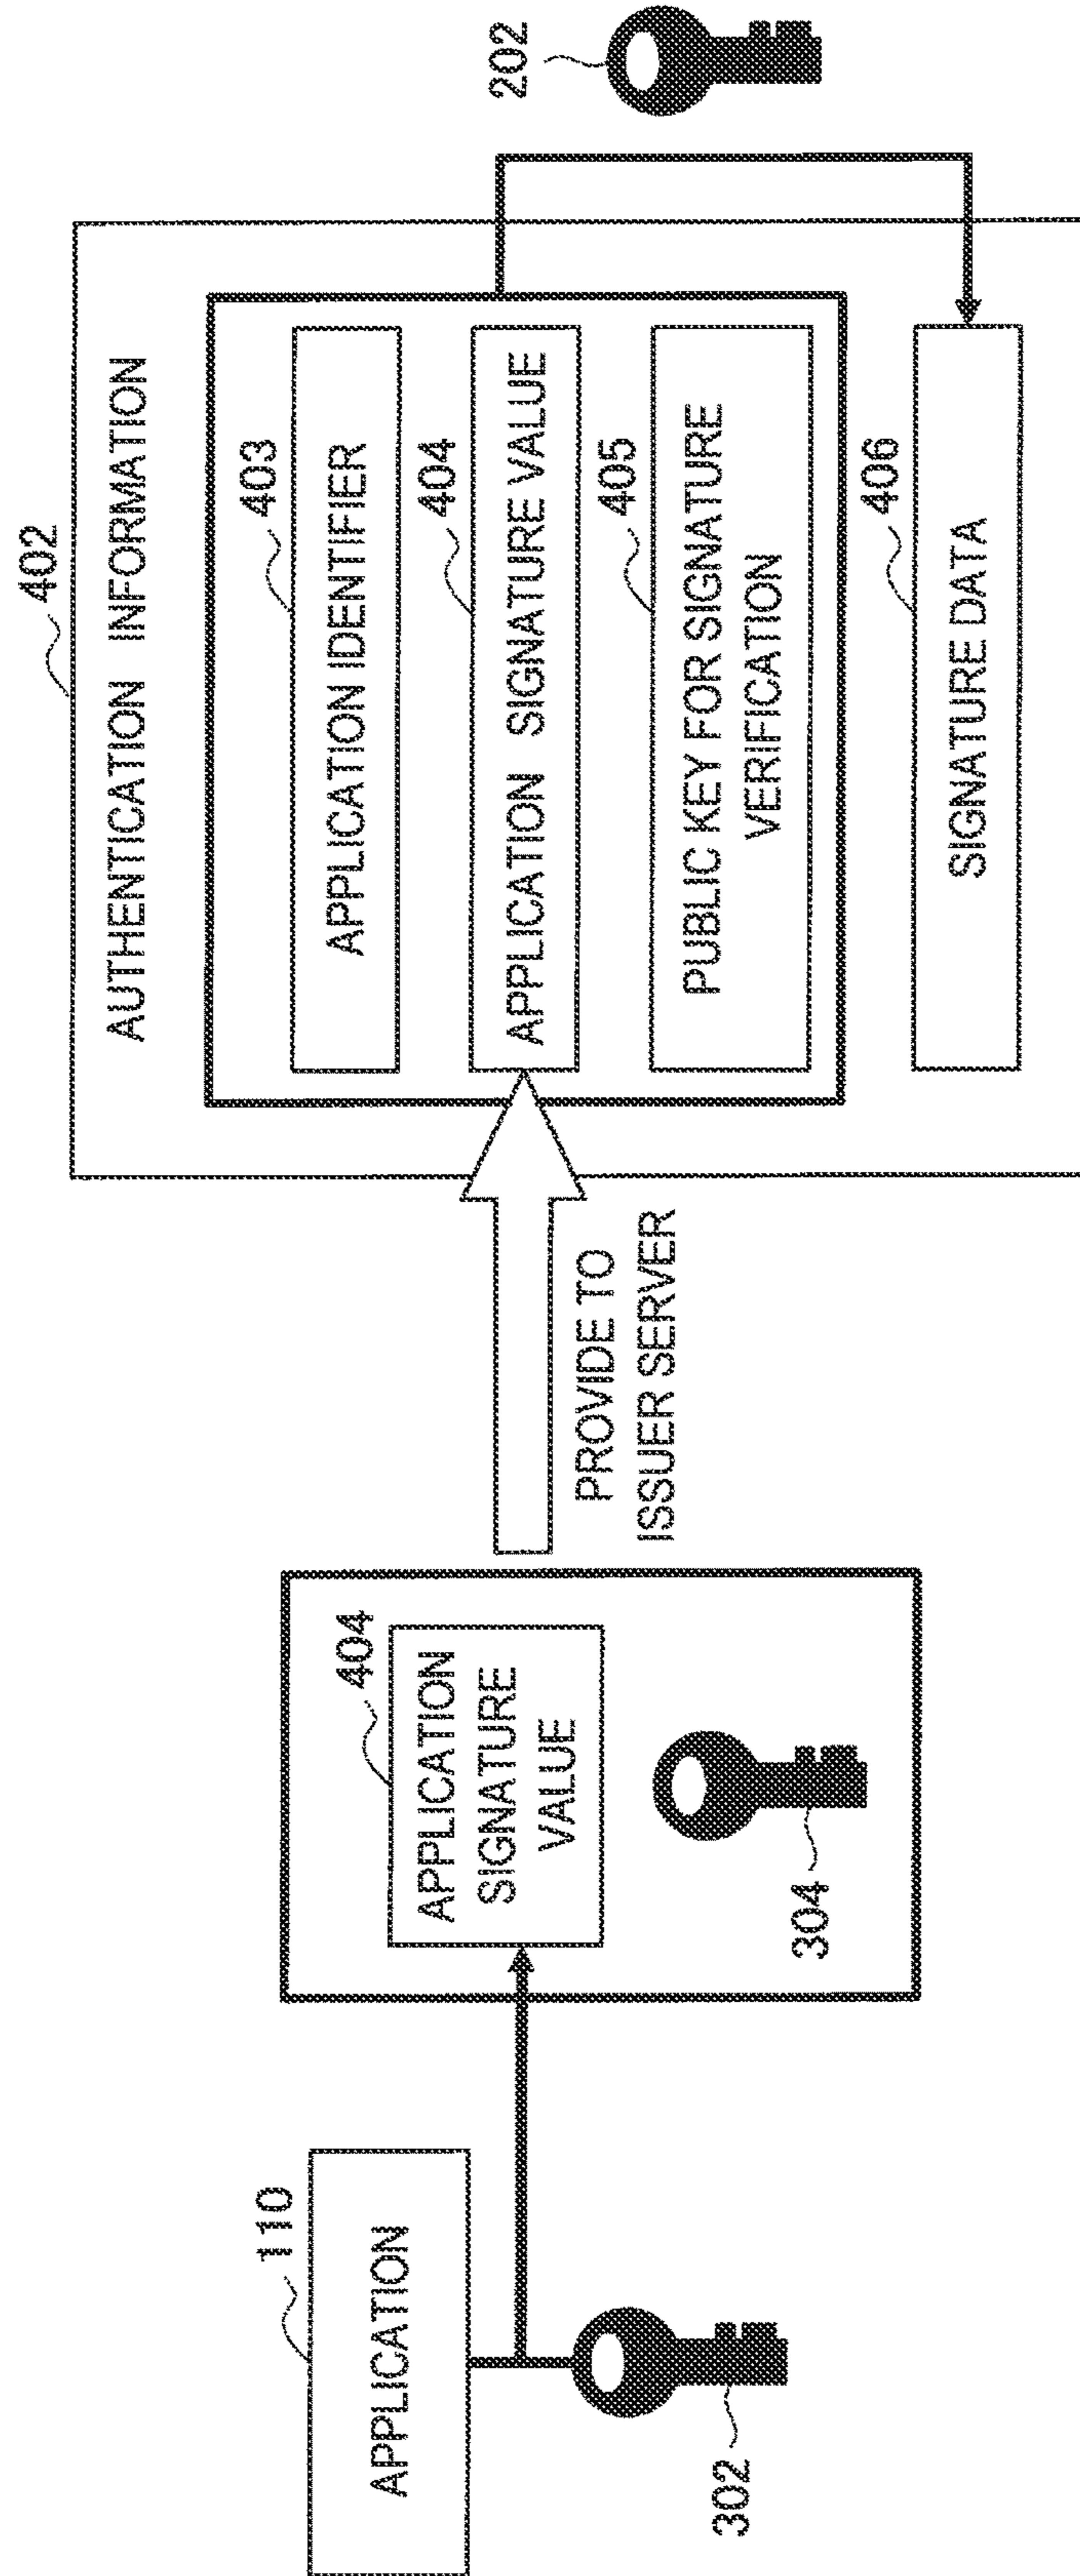 110
APPLICATION
302
404
APPLICATION
SIGNATURE
VALUE
304
PROVIDE TO
ISSUER SERVER
402
AUTHENTICATION INFORMATION
403
APPLICATION IDENTIFIER
404
APPLICATION SIGNATURE VALUE
405
PUBLIC KEY FOR SIGNATURE
VERIFICATION
406
SIGNATURE DATA
202